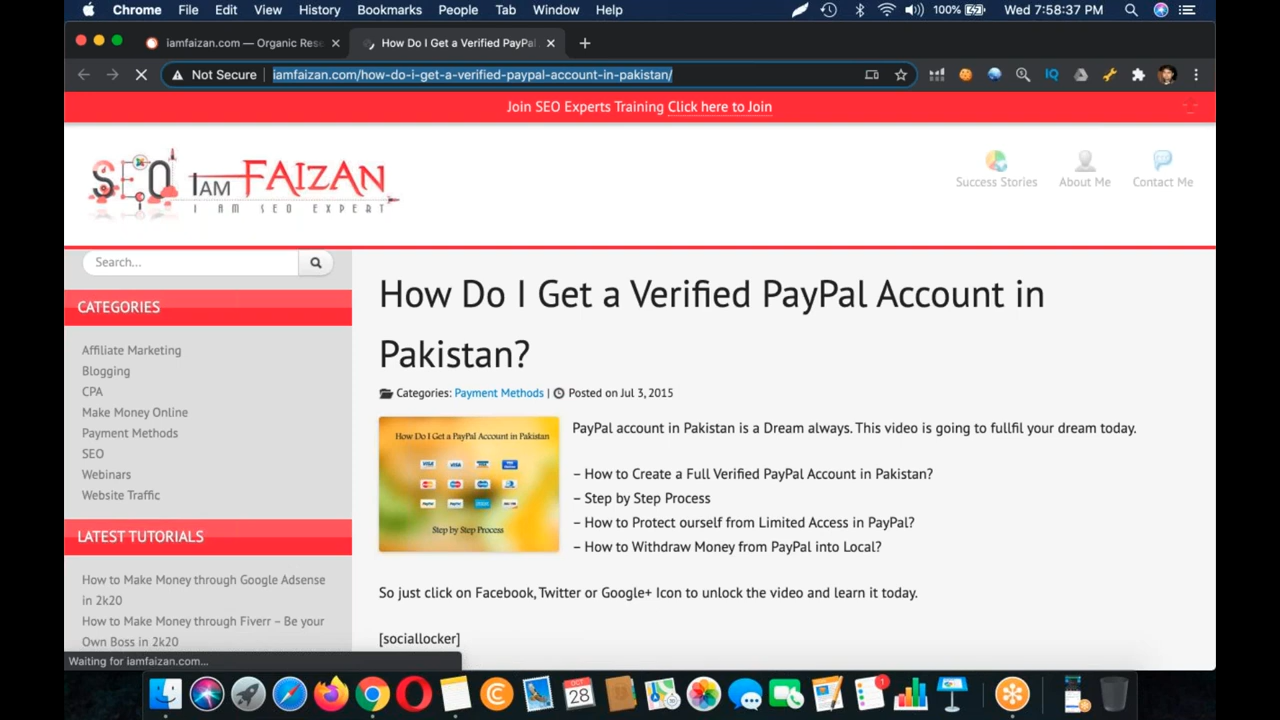 Chrome File Edit View History Bookmarks People Tab Window Help 100% Wed 7:58:37 PM
iamfaizan.com — Organic Rese How Do I Get a Verified PayPal
Not Secure iamfaizan.com/how-do-i-get-a-verified-paypal-account-in-pakistan/
IQ
Join SEO Experts Training Click here to Join
SEO I AM FAIZAN
I AM SEO EXPERT
Success Stories About Me Contact Me
Search...
CATEGORIES
Affiliate Marketing
Blogging
CPA
Make Money Online
Payment Methods
SEO
Webinars
Website Traffic
LATEST TUTORIALS
How to Make Money through Google Adsense
in 2k20
How to Make Money through Fiverr – Be your
Own Boss in 2k20
How Do I Get a Verified PayPal Account in
Pakistan?
Categories: Payment Methods | Posted on Jul 3, 2015
How Do I Get a PayPal Account in Pakistan
Step by Step Process
PayPal account in Pakistan is a Dream always. This video is going to fullfil your dream today.
– How to Create a Full Verified PayPal Account in Pakistan?
– Step by Step Process
– How to Protect ourself from Limited Access in PayPal?
– How to Withdraw Money from PayPal into Local?
So just click on Facebook, Twitter or Google+ Icon to unlock the video and learn it today.
[sociallocker]
Waiting for iamfaizan.com...
OCT
28
1